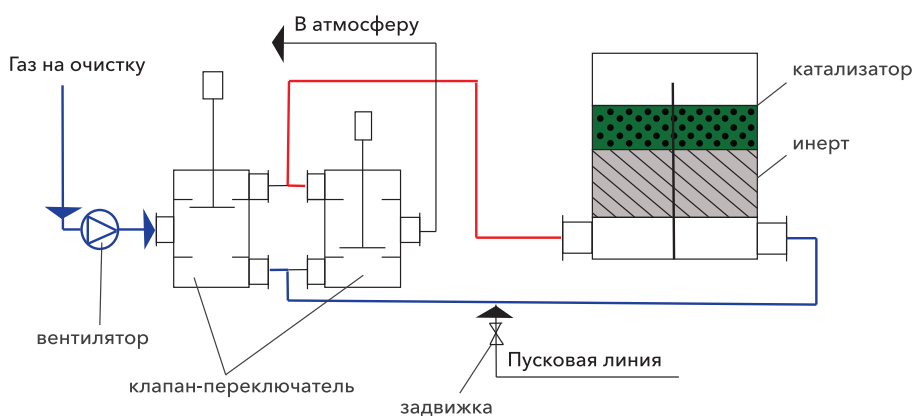 В атмосферу
Газ на очистку
катализатор
инерт
вентилятор
Пусковая линия
клапан-переключатель
задвижка